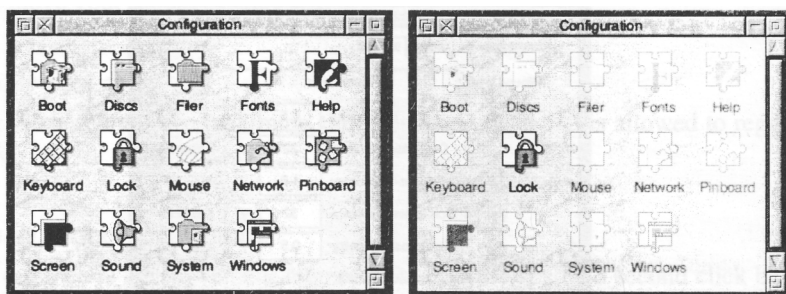 Configuration
Boot Discs Filer Fonts Help
Keyboard Lock Mouse Network Pinboard
Screen Sound System Windows
Configuration
Boot Discs Filer Fonts Help
Keyboard Lock Mouse Network Pinboard
Screen Sound System Windows